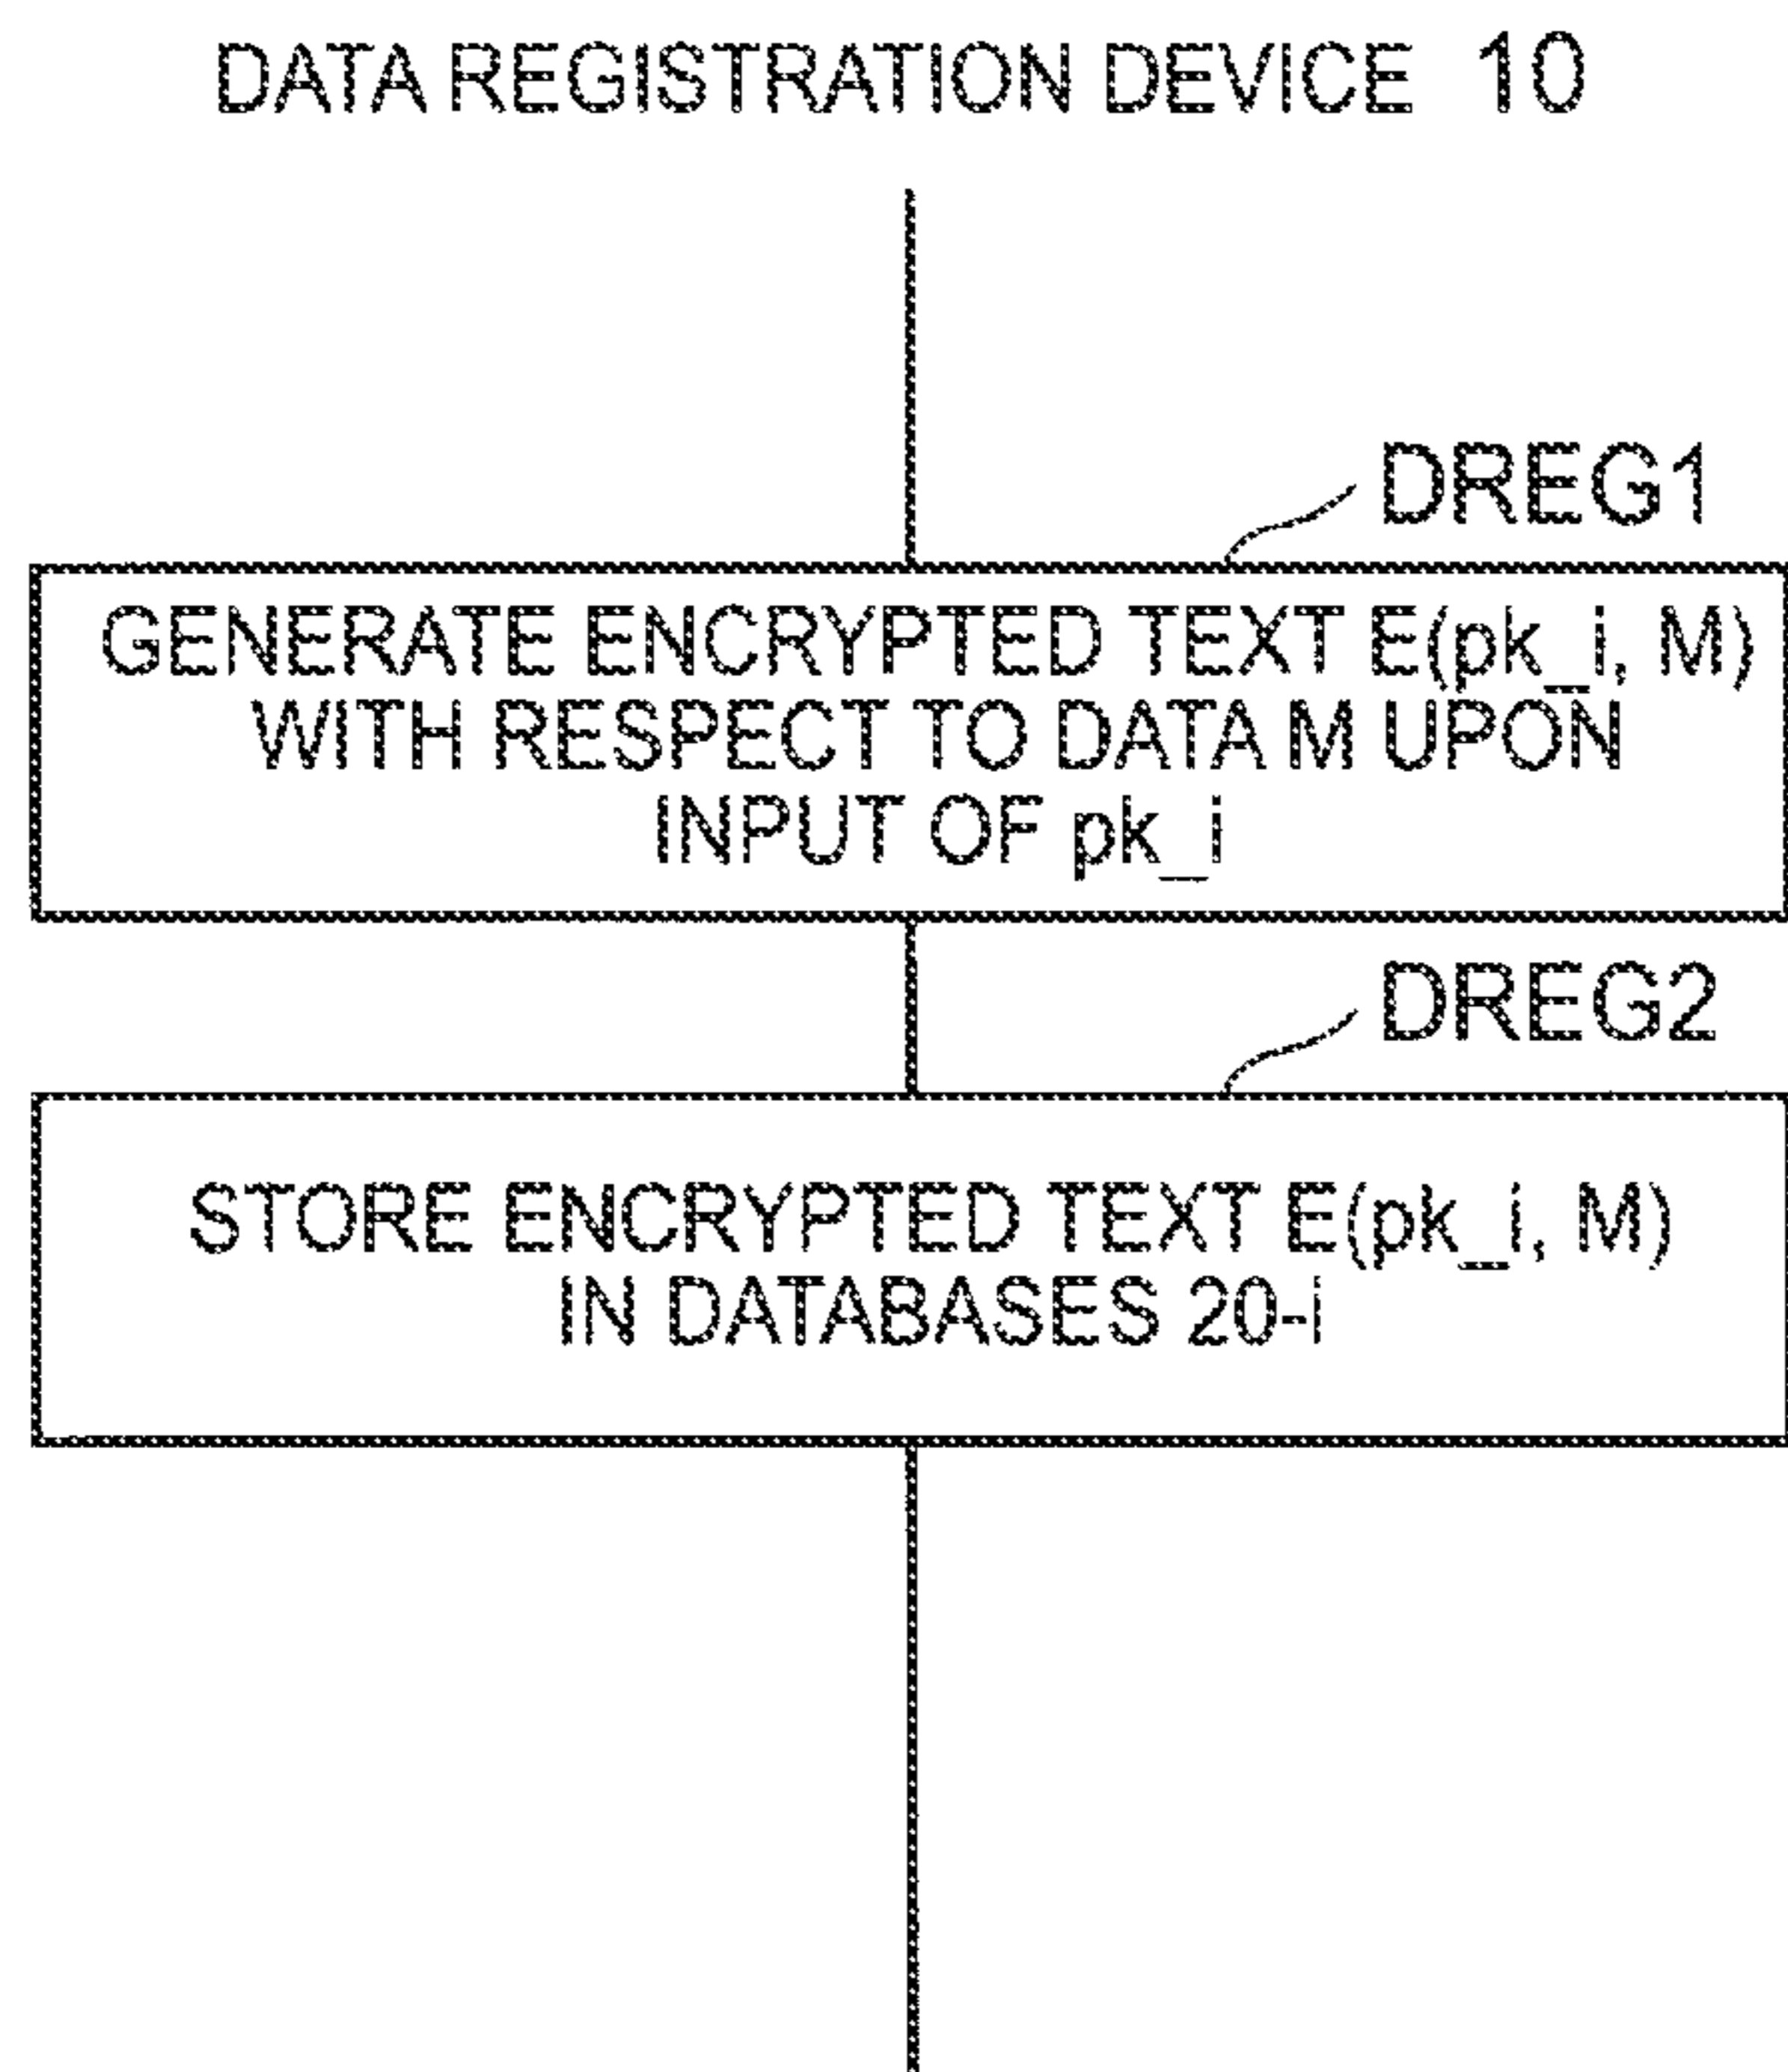 DATA REGISTRATION DEVICE 10
DREG1
GENERATE ENCRYPTED TEXT E(pk_i, M)
WITH RESPECT TO DATA M UPON
INPUT OF pk_i
DREG2
STORE ENCRYPTED TEXT E(pk_i, M)
IN DATABASES 20-i